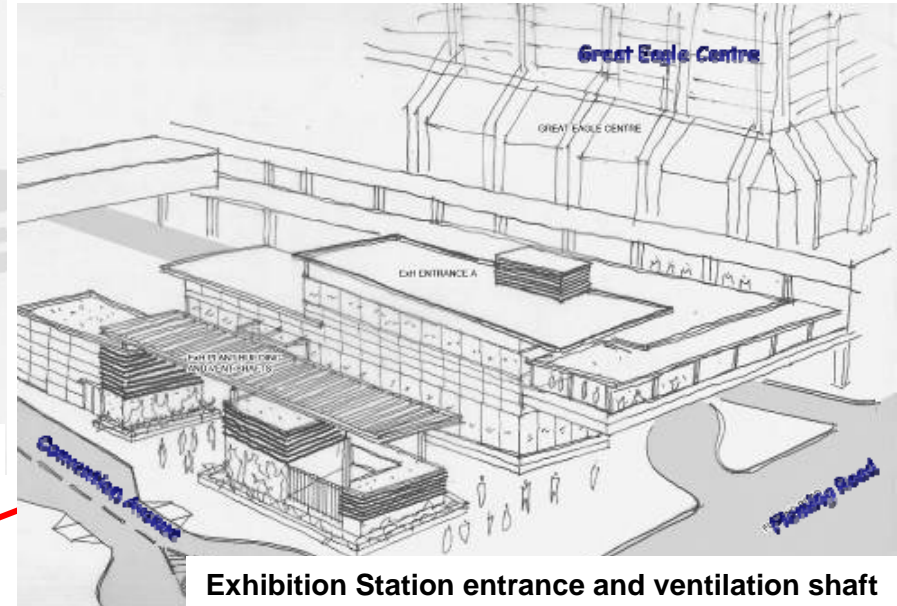 Great Eagle Centre
GREAT EAGLE CENTRE
ExH ENTRANCE A
ExH PLANT BUILDING
AND VENT SHAFTS
Convention Avenue
Fleming Road
Exhibition Station entrance and ventilation shaft